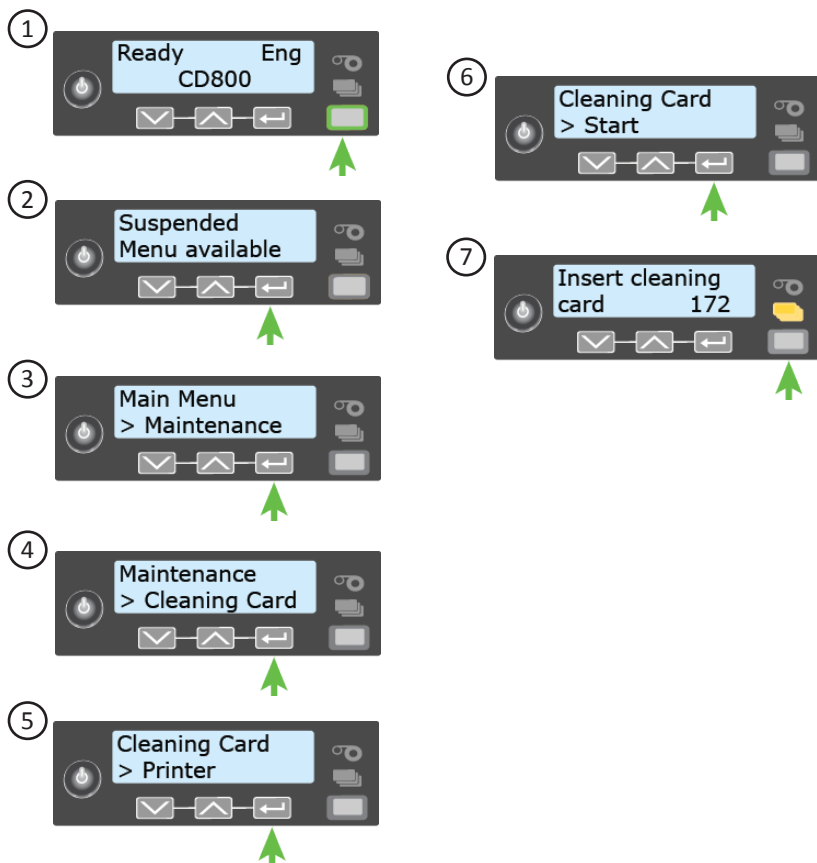 1
Ready Eng
CD800
2
Suspended
Menu available
3
Main Menu
> Maintenance
4
Maintenance
> Cleaning Card
5
Cleaning Card
> Printer
6
Cleaning Card
> Start
7
Insert cleaning
card 172